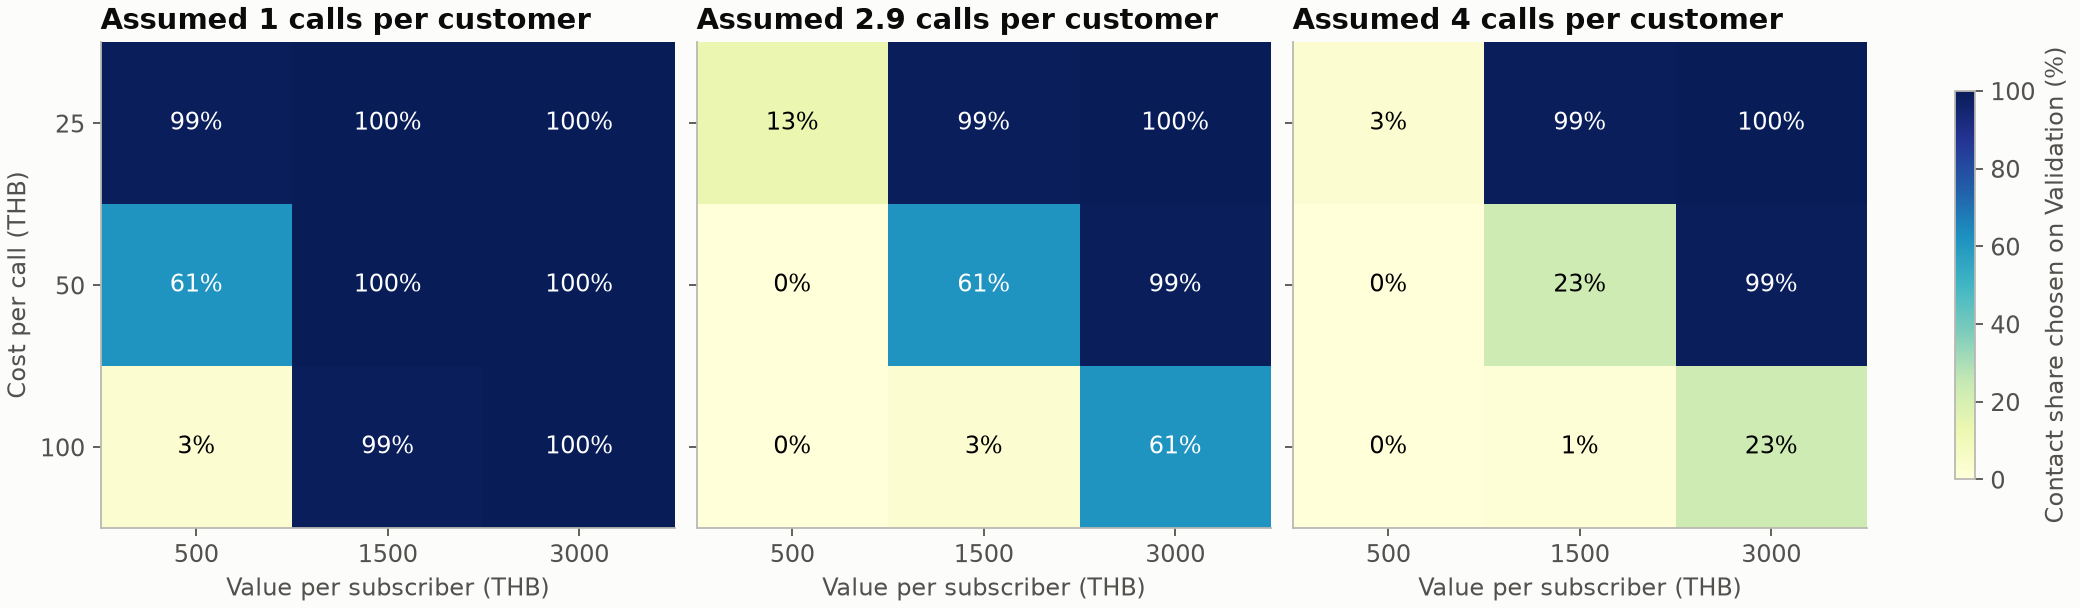 Assumed 1 calls per customer
Assumed 2.9 calls per customer
Assumed 4 calls per customer
Cost per call (THB)
25
50
100
99% 100% 100%
61% 100% 100%
3% 99% 100%
13% 99% 100%
0% 61% 99%
0% 3% 61%
3% 99% 100%
0% 23% 99%
0% 1% 23%
500 1500 3000
Value per subscriber (THB)
500 1500 3000
Value per subscriber (THB)
500 1500 3000
Value per subscriber (THB)
100
80
60
40
20
0
Contact share chosen on Validation (%)